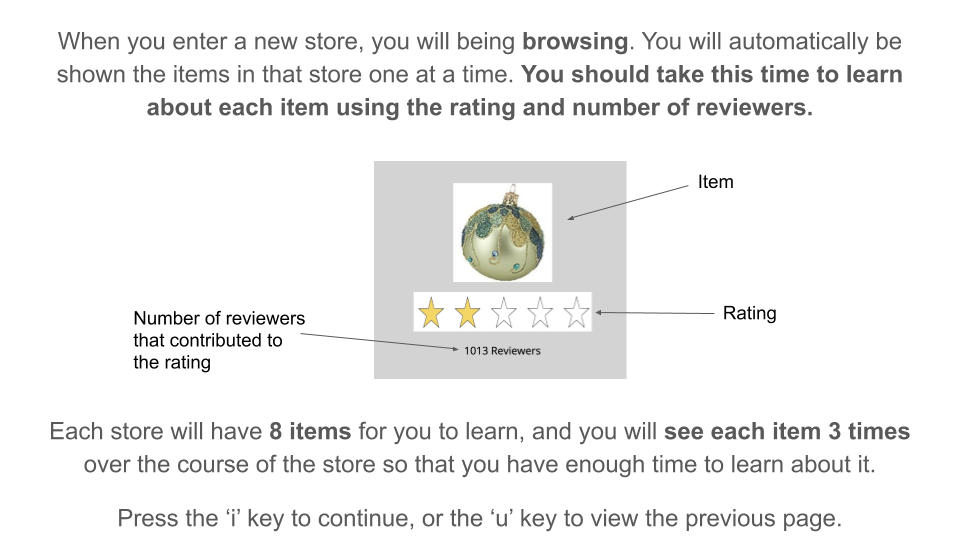 When you enter a new store, you will being browsing. You will automatically be
shown the items in that store one at a time. You should take this time to learn
about each item using the rating and number of reviewers.
Item
Rating
Number of reviewers
that contributed to
the rating
1013 Reviewers
Each store will have 8 items for you to learn, and you will see each item 3 times
over the course of the store so that you have enough time to learn about it.
Press the ‘i’ key to continue, or the ‘u’ key to view the previous page.